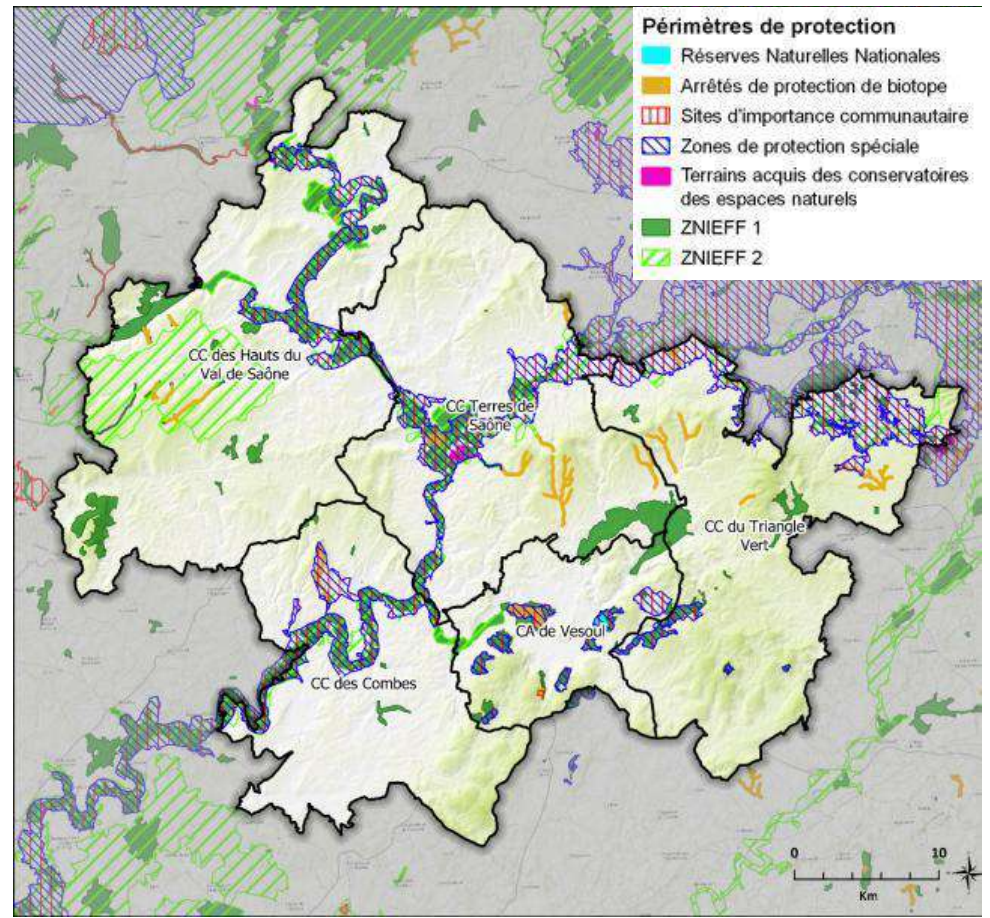 Périmètres de protection
Réserves Naturelles Nationales
Arrêtés de protection de biotope
Sites d'importance communautaire
Zones de protection spéciale
Terrains acquis des conservatoires
des espaces naturels
ZNIEFF 1
ZNIEFF 2
CC des Hauts du
Val de Saône
CC Terres de
Saône
CC du Triangle
Vert
CA de Vesoul
CC des Combes
0 10
Km